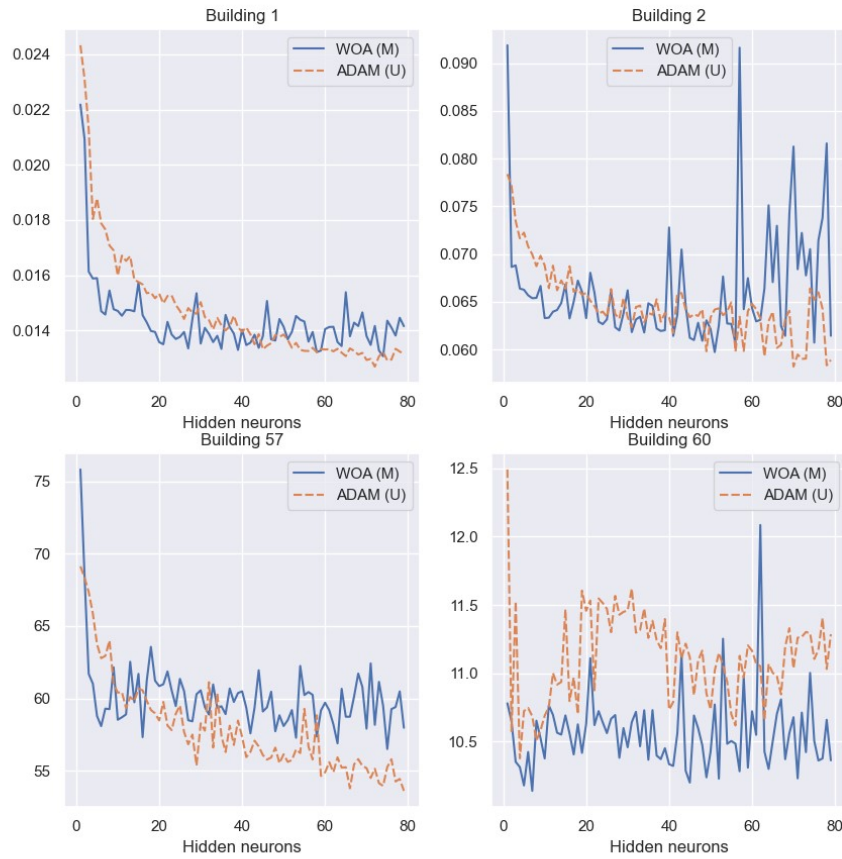 Building 1
0.024
0.022
0.020
0.018
0.016
0.014
WOA (M)
ADAM (U)
0 20 40 60 80
Hidden neurons
Building 2
0.090
0.085
0.080
0.075
0.070
0.065
0.060
WOA (M)
ADAM (U)
0 20 40 60 80
Hidden neurons
Building 57
75
70
65
60
55
WOA (M)
ADAM (U)
0 20 40 60 80
Hidden neurons
Building 60
12.5
12.0
11.5
11.0
10.5
WOA (M)
ADAM (U)
0 20 40 60 80
Hidden neurons